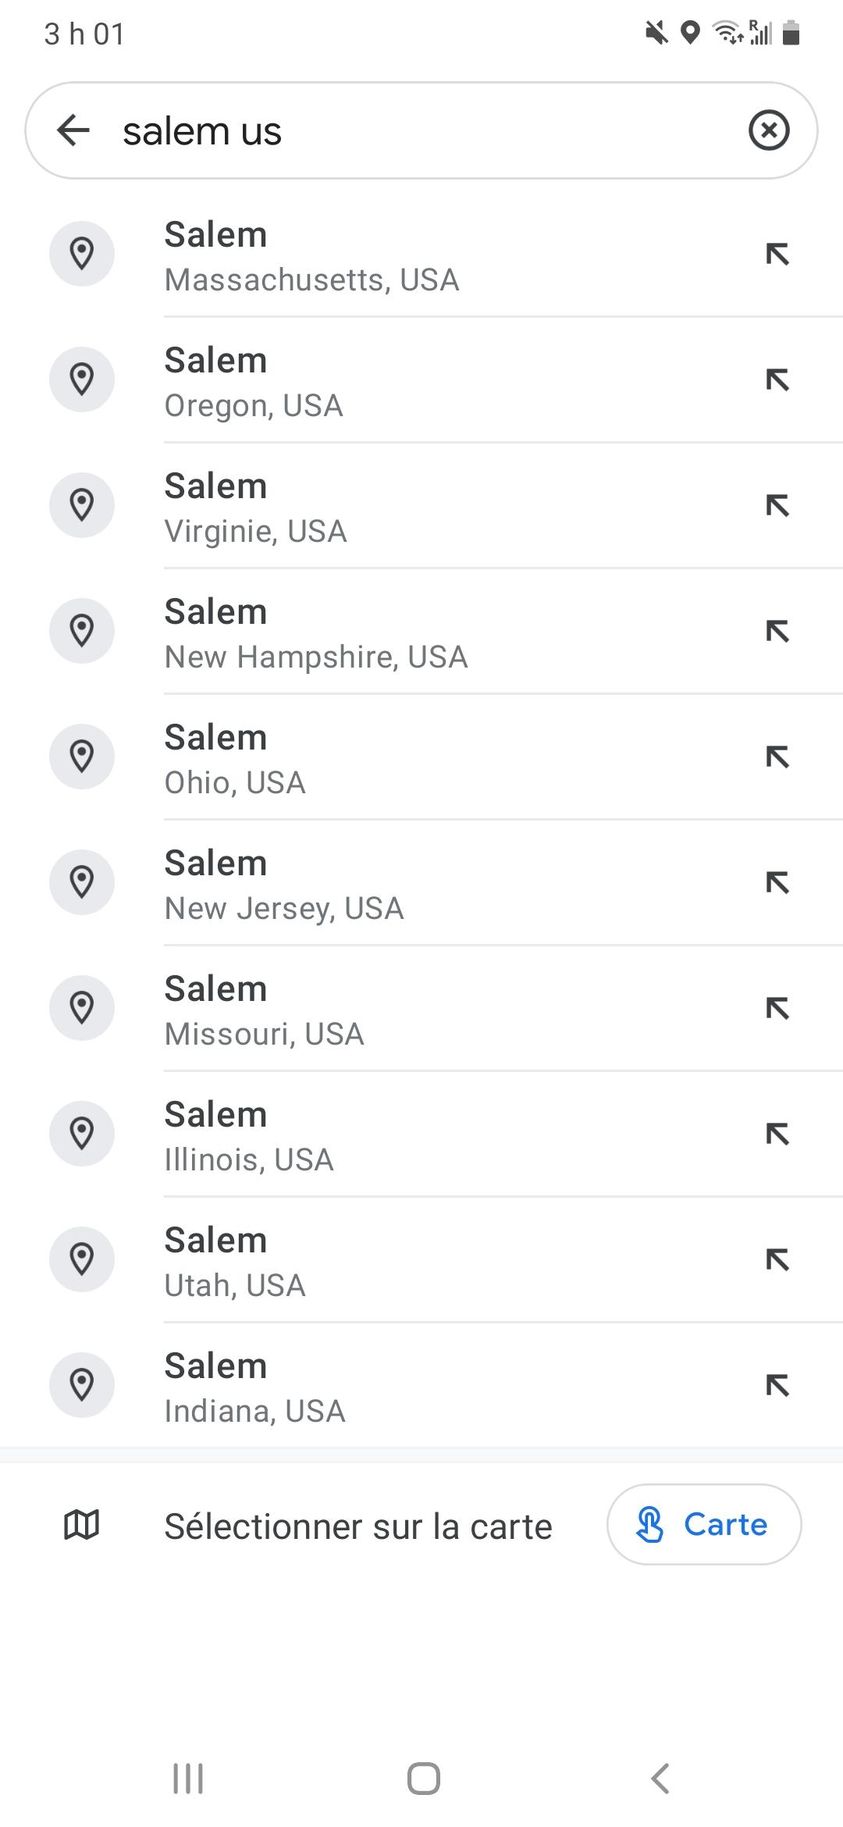 3 h 01
R
salem us
Salem
Massachusetts, USA
Salem
Oregon, USA
Salem
Virginie, USA
Salem
New Hampshire, USA
Salem
Ohio, USA
Salem
New Jersey, USA
Salem
Missouri, USA
Salem
Illinois, USA
Salem
Utah, USA
Salem
Indiana, USA
Sélectionner sur la carte
Carte